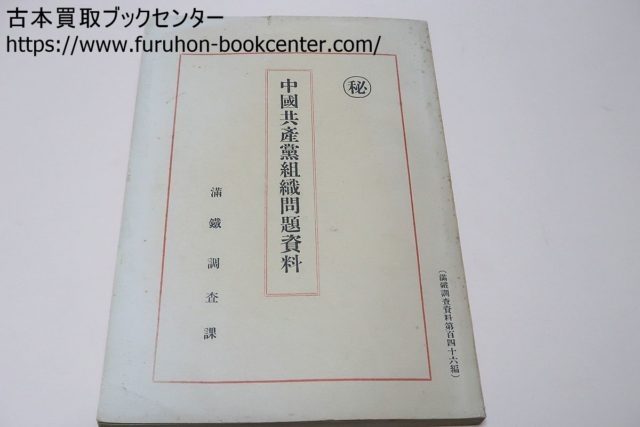 古本買取ブックセンター
https://www.furuhon-bookcenter.com/
㊙
中國共產黨組織問題資料
滿鐵調查課
(滿鐵調查資料第百四十六編)